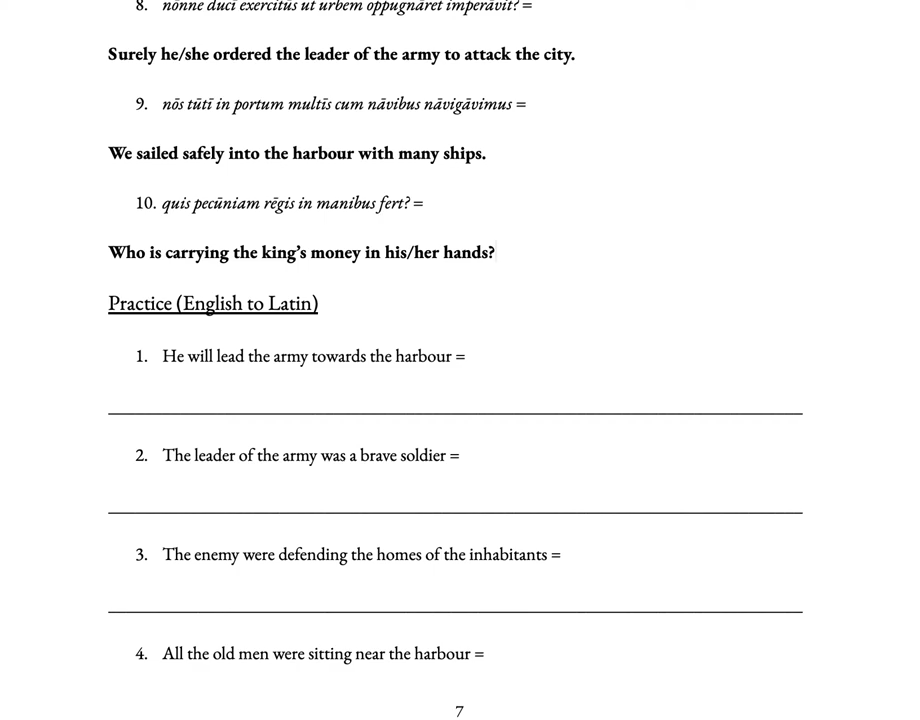 8. nōnne ducī exercitūs ut urbem oppugnāret imperāvit? =
Surely he/she ordered the leader of the army to attack the city.
9. nōs tūtī in portum multīs cum nāvibus nāvigāvimus =
We sailed safely into the harbour with many ships.
10. quis pecūniam rēgis in manibus fert? =
Who is carrying the king's money in his/her hands?
Practice (English to Latin)
1. He will lead the army towards the harbour =
2. The leader of the army was a brave soldier =
3. The enemy were defending the homes of the inhabitants =
4. All the old men were sitting near the harbour =
7